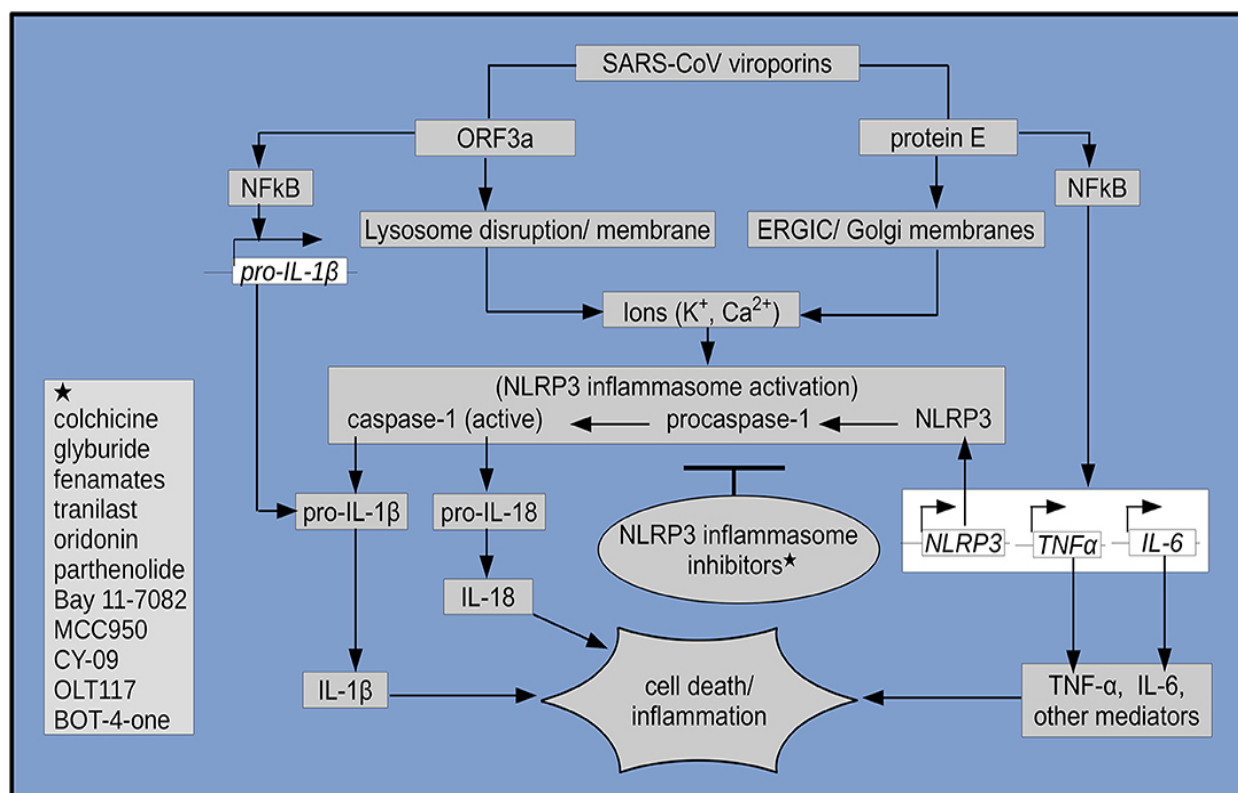 SARS-CoV viroporins
ORF3a
protein E
NFkB
NFkB
Lysosome disruption/ membrane
ERGIC/ Golgi membranes
pro-IL-1β
Ions (K⁺, Ca²⁺)
(NLRP3 inflammasome activation)
caspase-1 (active)
procaspase-1
NLRP3
★
colchicine
glyburide
fenamates
tranilast
oridonin
parthenolide
Bay 11-7082
MCC950
CY-09
OLT117
BOT-4-one
pro-IL-1β
pro-IL-18
NLRP3 inflammasome
inhibitors★
NLRP3
TNFα
IL-6
IL-18
IL-1β
cell death/
inflammation
TNF-α, IL-6,
other mediators